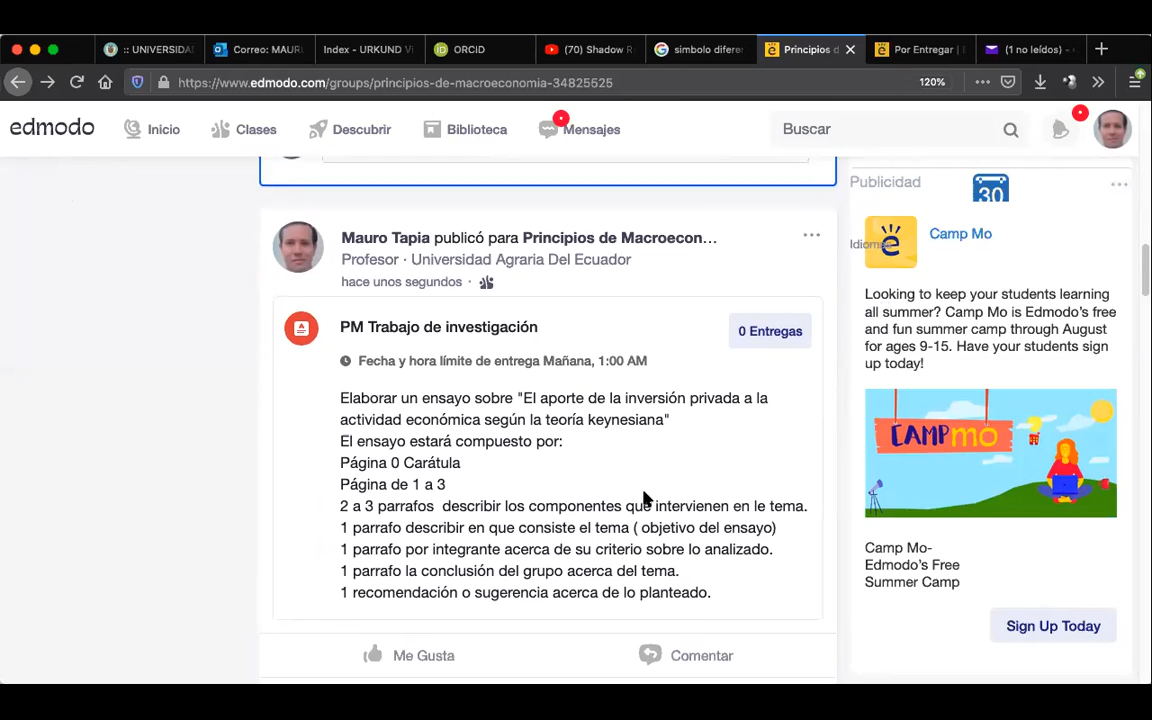 :: UNIVERSIDA
Correo: MAUR
Index - URKUND Vi
ORCID
(70) Shadow R
simbolo difere
Principios d
Por Entregar | E
(1 no leídos) -
https://www.edmodo.com/groups/principios-de-macroeconomia-34825525
120%
edmodo
Inicio
Clases
Descubrir
Biblioteca
Mensajes
Buscar
Publicidad
30
Mauro Tapia publicó para Principios de Macroecon…
Profesor · Universidad Agraria Del Ecuador
hace unos segundos ·
PM Trabajo de investigación
0 Entregas
Fecha y hora límite de entrega Mañana, 1:00 AM
Elaborar un ensayo sobre "El aporte de la inversión privada a la
actividad económica según la teoría keynesiana"
El ensayo estará compuesto por:
Página 0 Carátula
Página de 1 a 3
2 a 3 parrafos describir los componentes que intervienen en le tema.
1 parrafo describir en que consiste el tema ( objetivo del ensayo)
1 parrafo por integrante acerca de su criterio sobre lo analizado.
1 parrafo la conclusión del grupo acerca del tema.
1 recomendación o sugerencia acerca de lo planteado.
Me Gusta
Comentar
Idiomas
Camp Mo
Looking to keep your students learning
all summer? Camp Mo is Edmodo's free
and fun summer camp through August
for ages 9-15. Have your students sign
up today!
CAMP mo
Camp Mo-
Edmodo's Free
Summer Camp
Sign Up Today